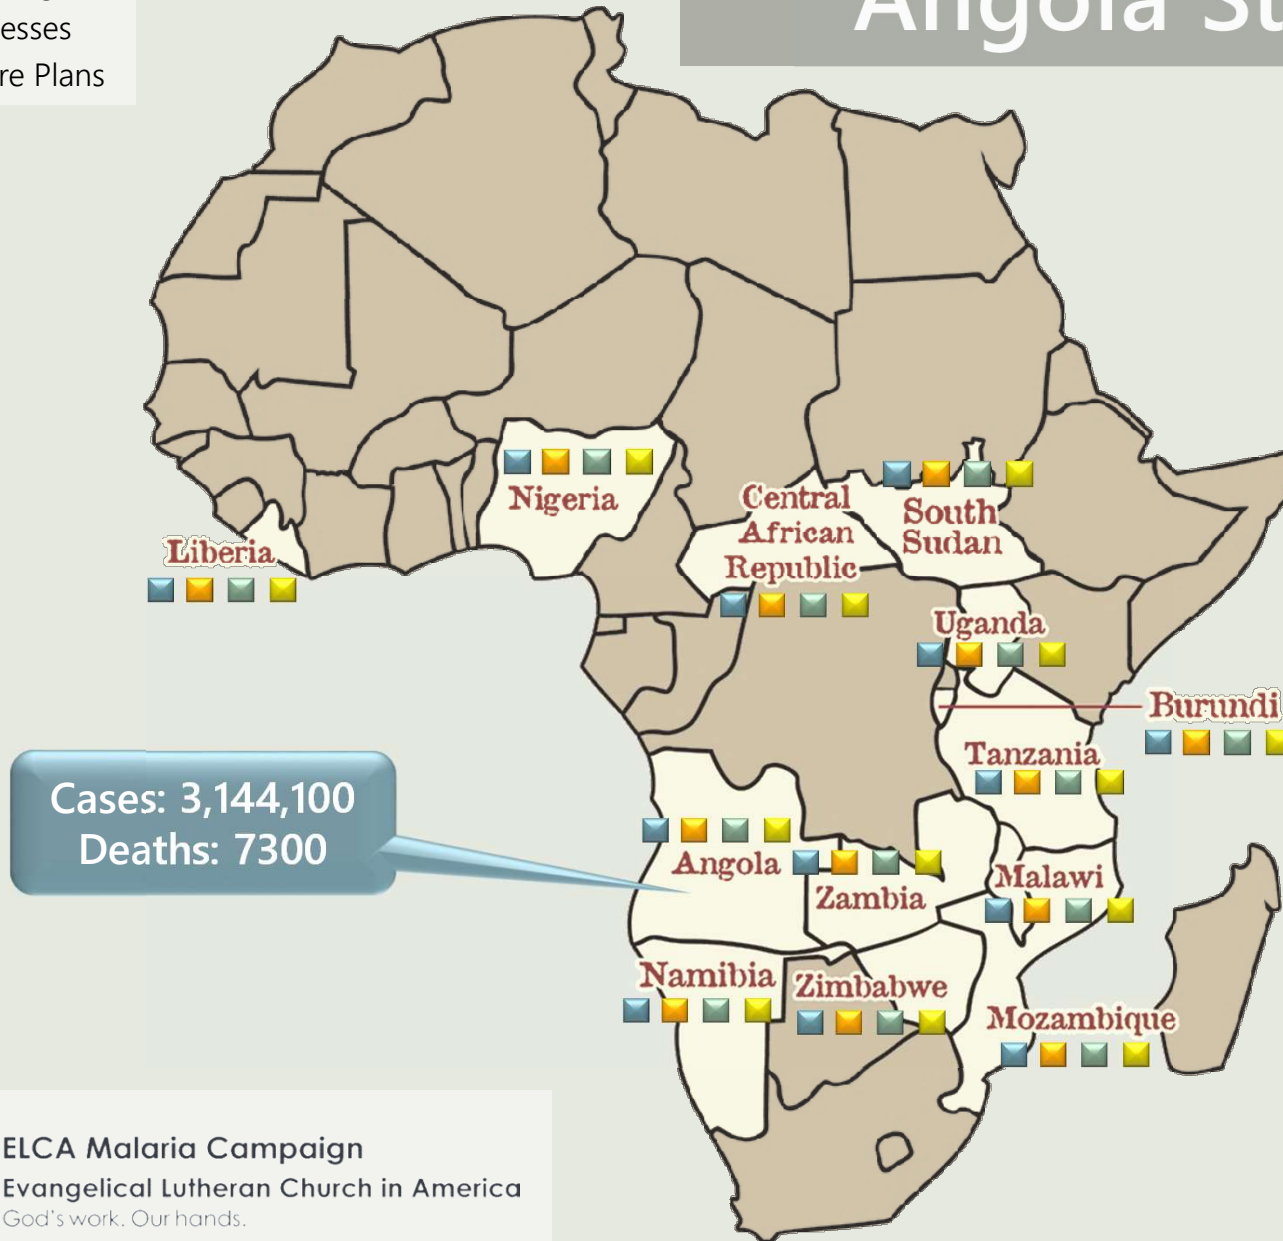 esses
re Plans
Angola
Nigeria
Central
African
Republic
South
Sudan
Liberia
Uganda
Burundi
Tanzania
Cases: 3,144,100
Deaths: 7300
Angola
Zambia
Malawi
Namibia
Zimbabwe
Mozambique
ELCA Malaria Campaign
Evangelical Lutheran Church in America
God's work. Our hands.